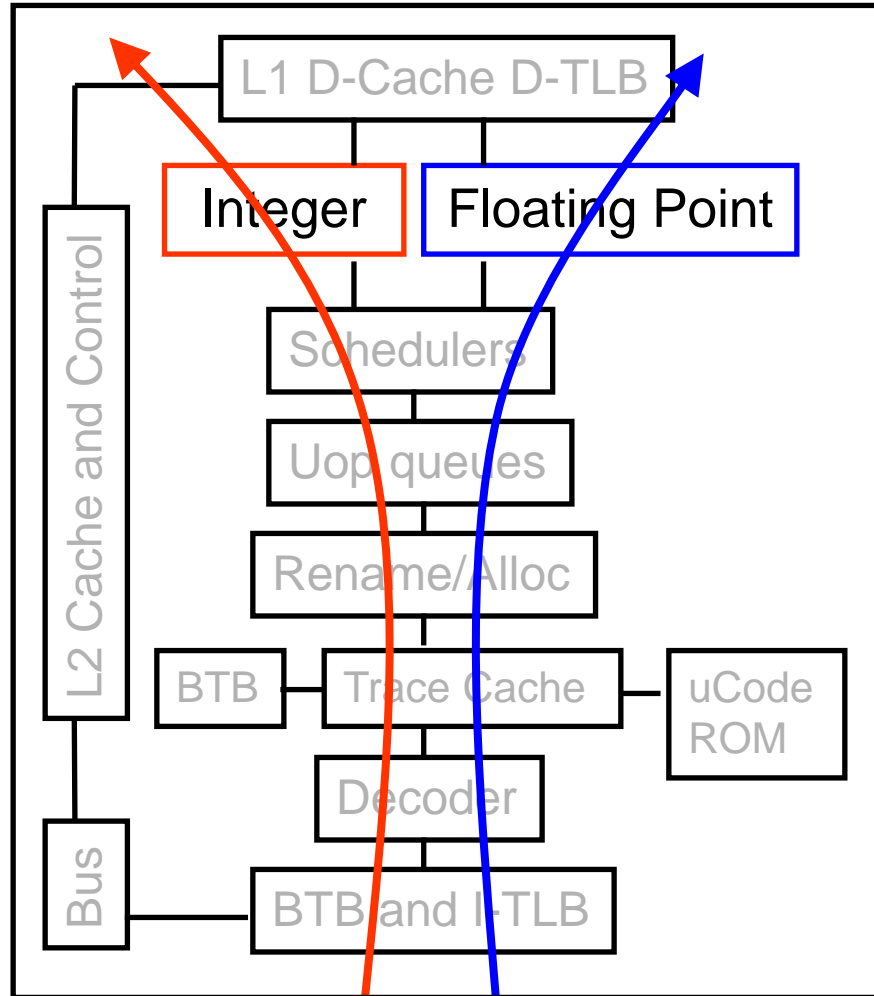 L1 D-Cache D-TLB
Integer
Floating Point
L2 Cache and Control
Schedulers
Uop queues
Rename/Alloc
BTB
Trace Cache
uCode
ROM
Decoder
Bus
BTB and I-TLB